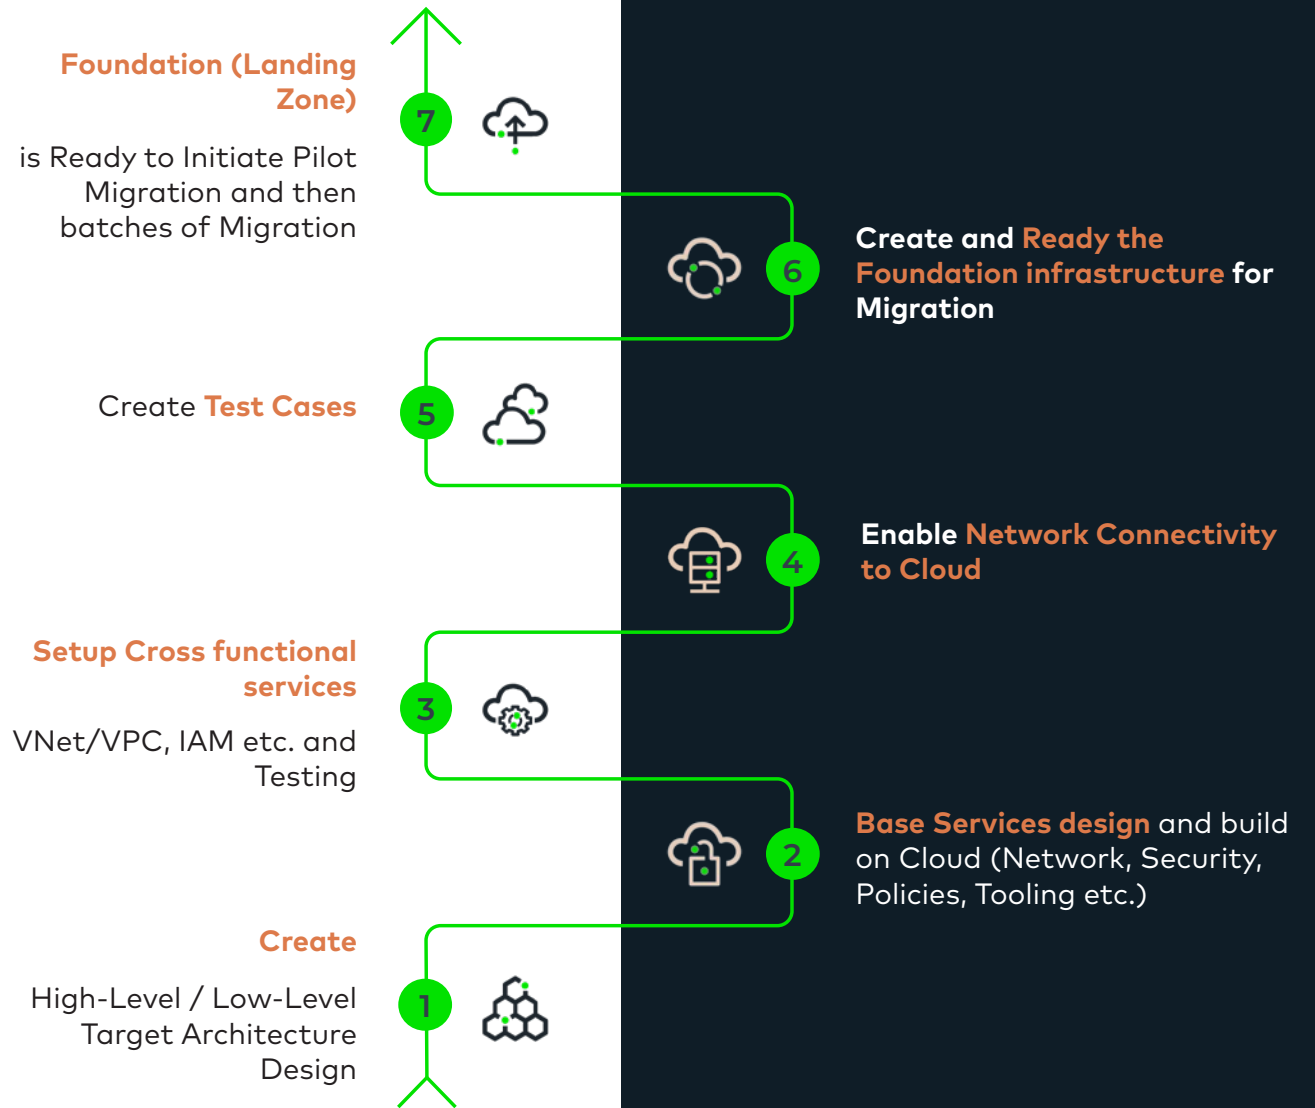 Foundation (Landing
Zone)
is Ready to Initiate Pilot
Migration and then
batches of Migration
7
6
Create and Ready the
Foundation infrastructure for
Migration
Create Test Cases
5
4
Enable Network Connectivity
to Cloud
Setup Cross functional
services
VNet/VPC, IAM etc. and
Testing
3
2
Base Services design and build
on Cloud (Network, Security,
Policies, Tooling etc.)
Create
High-Level / Low-Level
Target Architecture
Design
1